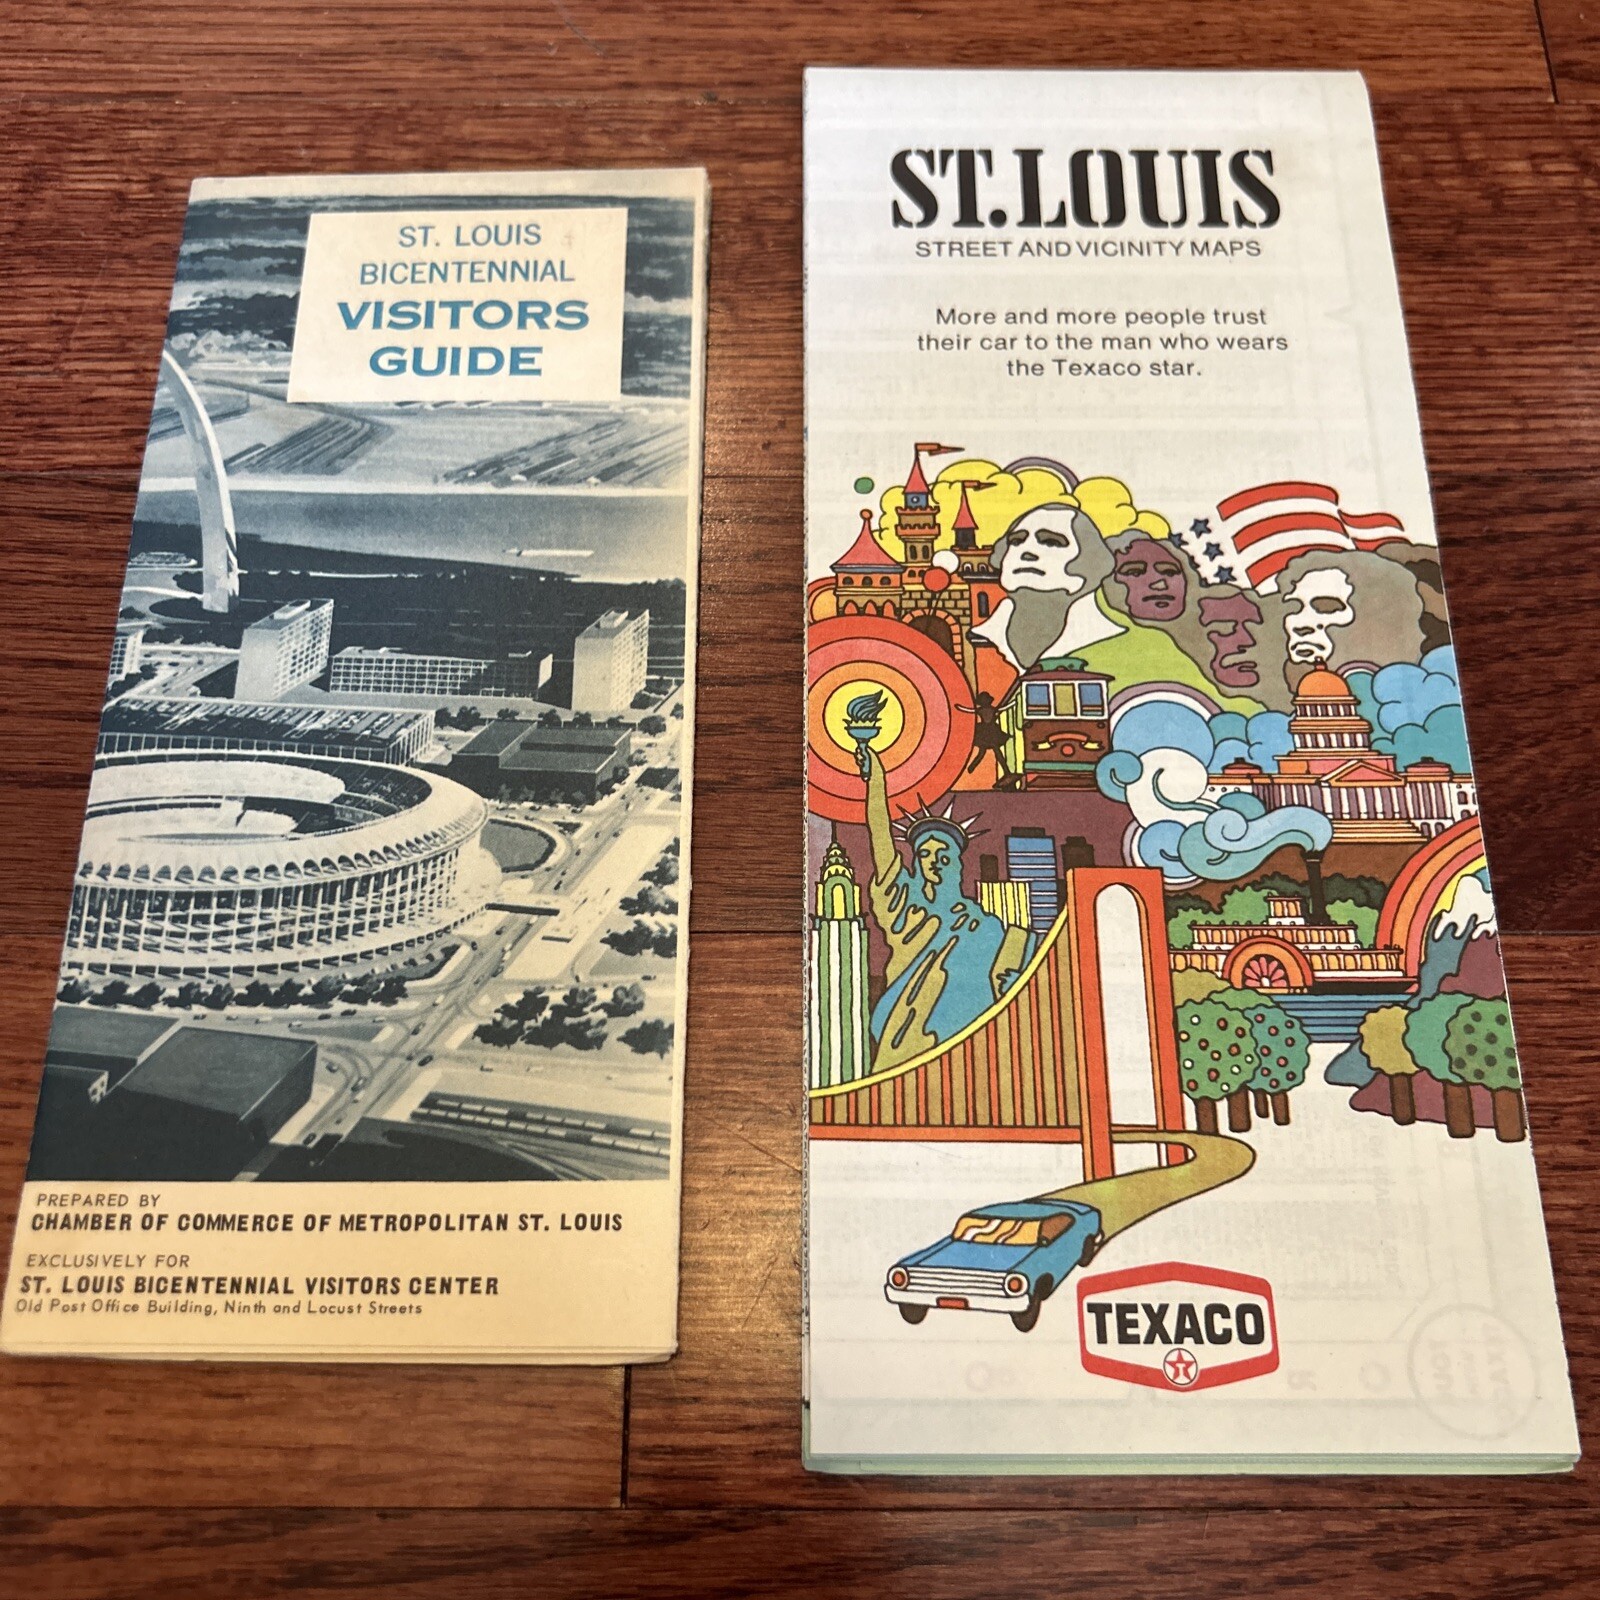 ST. LOUIS
BICENTENNIAL
VISITORS
GUIDE
PREPARED BY
CHAMBER OF COMMERCE OF METROPOLITAN ST. LOUIS
EXCLUSIVELY FOR
ST. LOUIS BICENTENNIAL VISITORS CENTER
Old Post Office Building, Ninth and Locust Streets
ST. LOUIS
STREET AND VICINITY MAPS
More and more people trust
their car to the man who wears
the Texaco star.
TEXACO
T